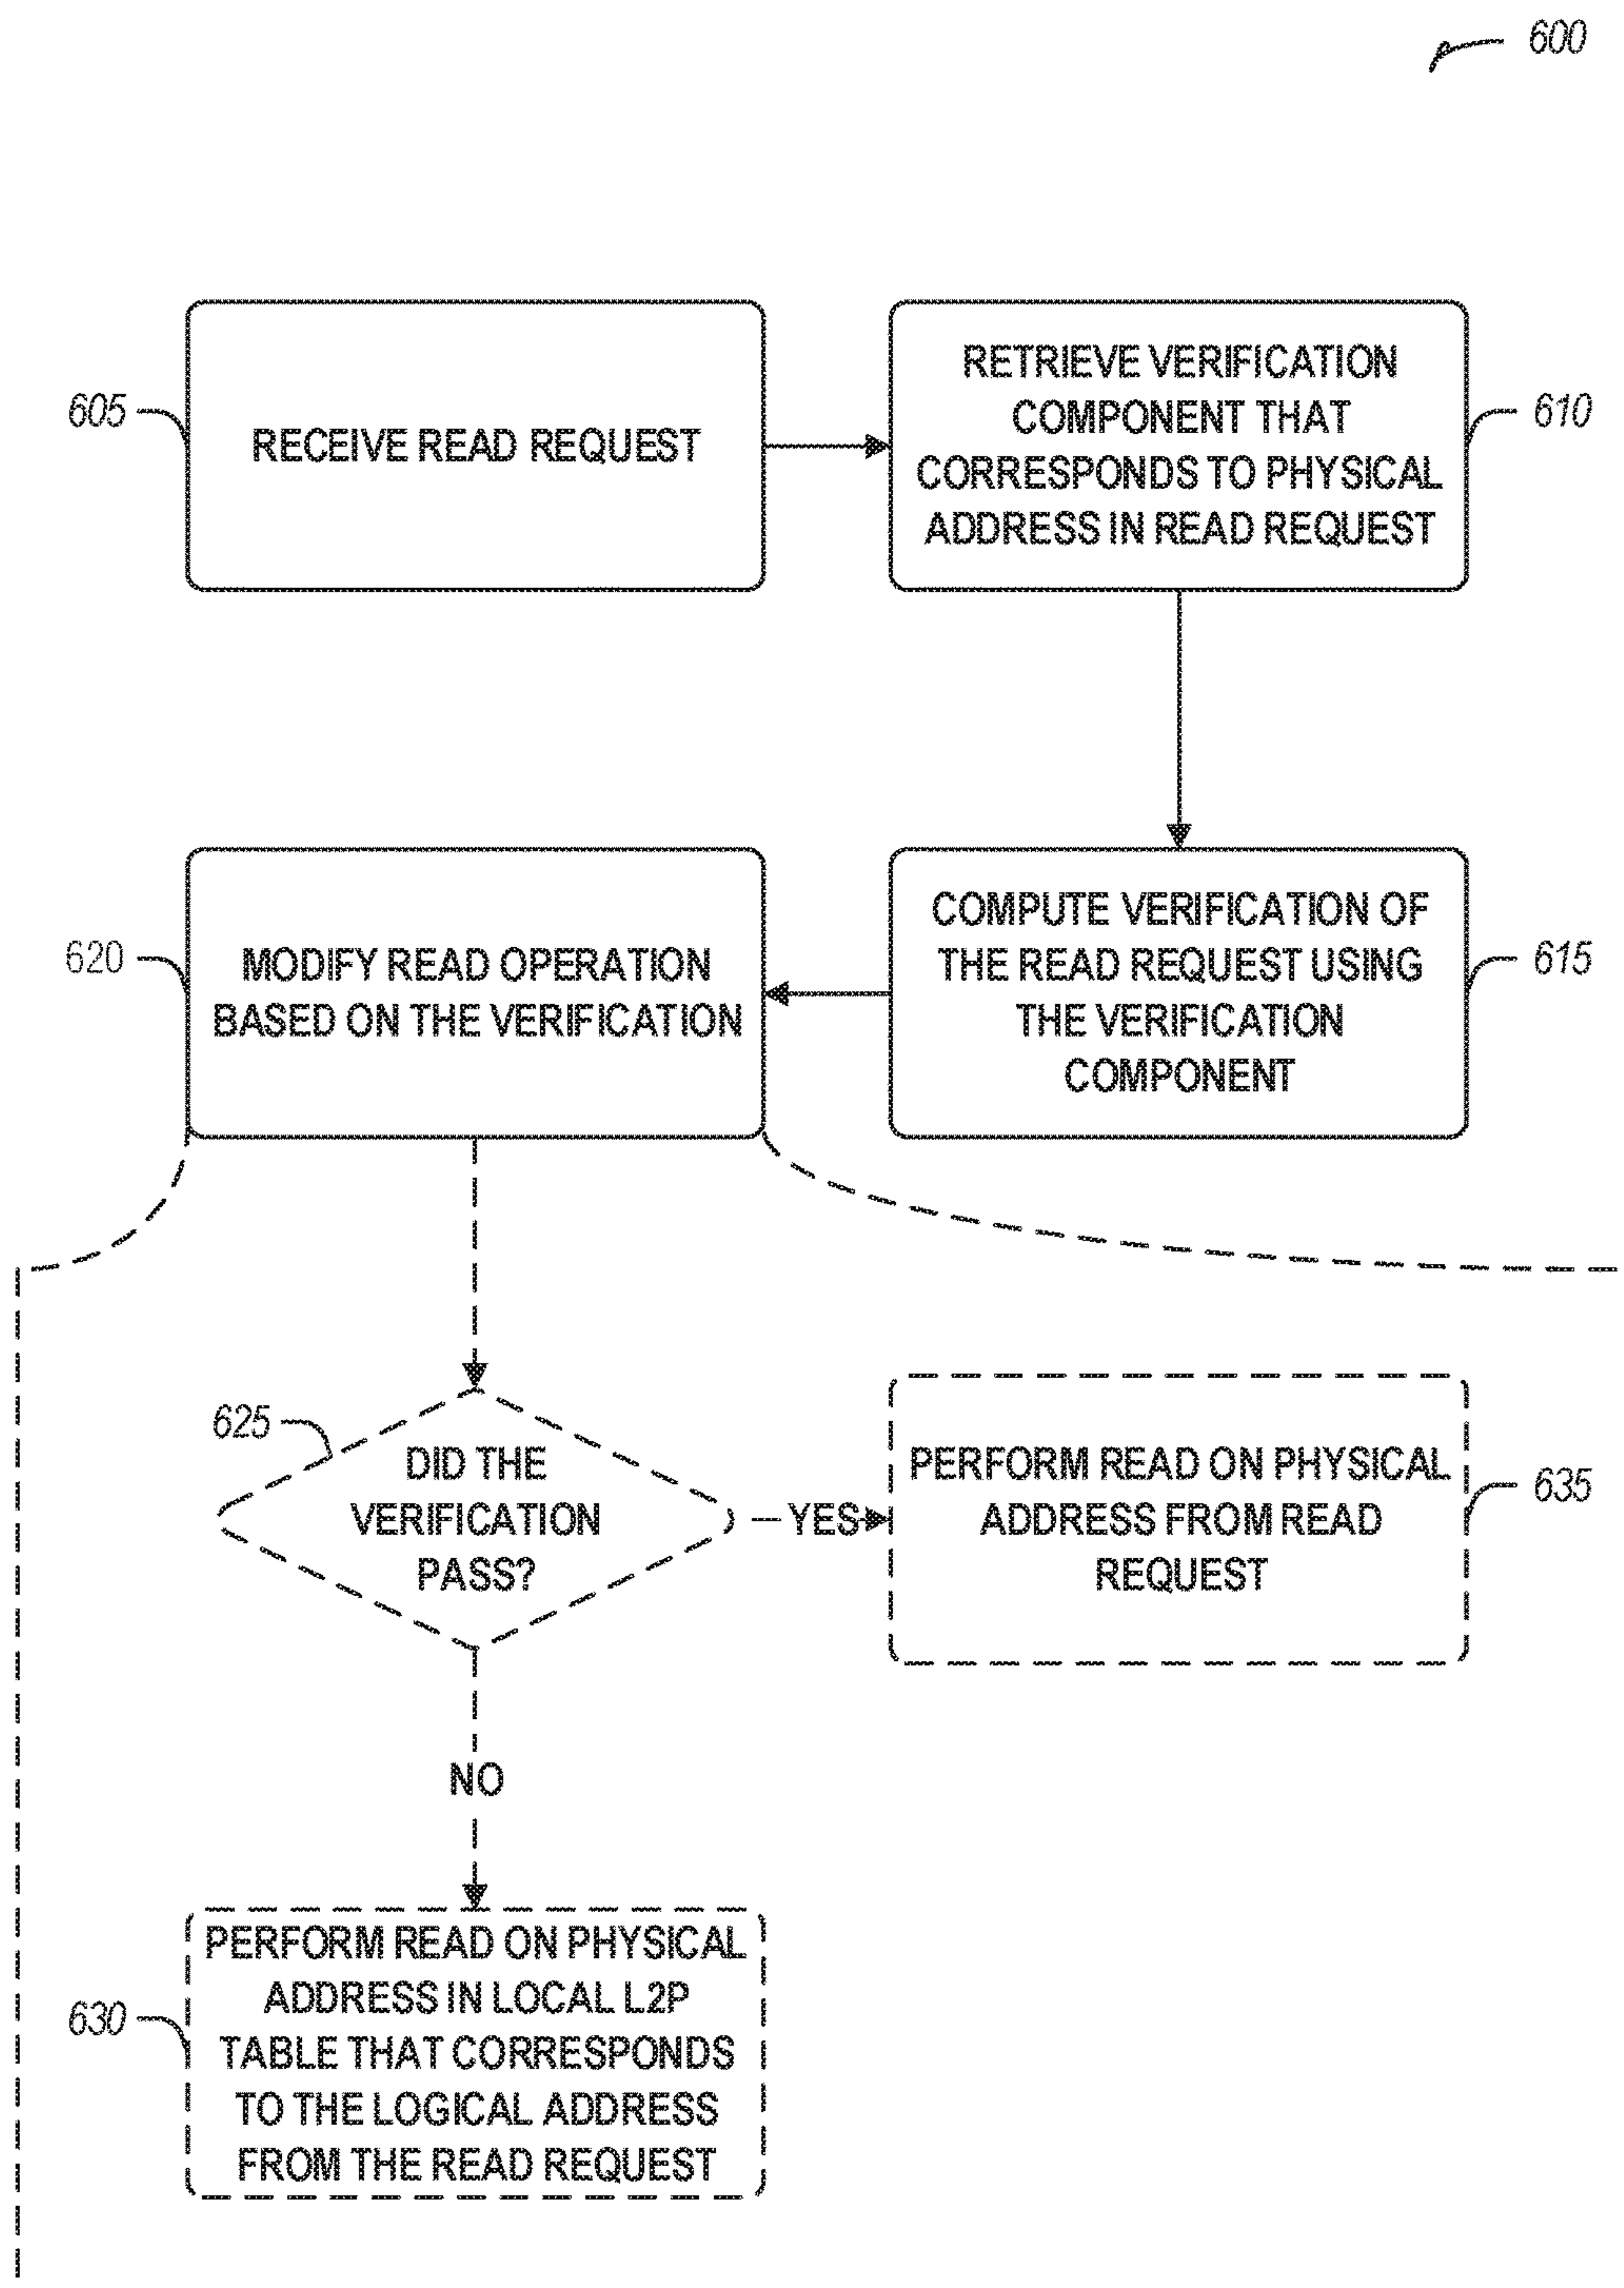 600
605
RECEIVE READ REQUEST
RETRIEVE VERIFICATION
COMPONENT THAT
CORRESPONDS TO PHYSICAL
ADDRESS IN READ REQUEST
610
620
MODIFY READ OPERATION
BASED ON THE VERIFICATION
COMPUTE VERIFICATION OF
THE READ REQUEST USING
THE VERIFICATION
COMPONENT
615
625
DID THE
VERIFICATION
PASS?
YES
PERFORM READ ON PHYSICAL
ADDRESS FROM READ
REQUEST
635
NO
630
PERFORM READ ON PHYSICAL
ADDRESS IN LOCAL L2P
TABLE THAT CORRESPONDS
TO THE LOGICAL ADDRESS
FROM THE READ REQUEST